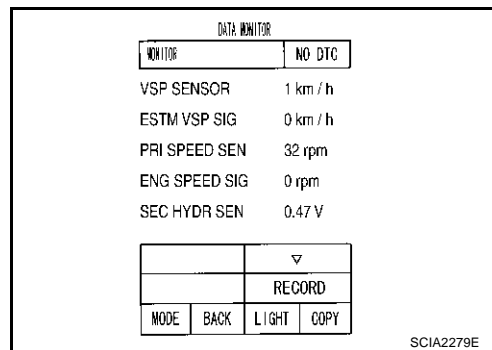 DATA MONITOR
MONITOR NO DTC
VSP SENSOR 1 km / h
ESTM VSP SIG 0 km / h
PRI SPEED SEN 32 rpm
ENG SPEED SIG 0 rpm
SEC HYDR SEN 0.47 V
▽
RECORD
MODE BACK LIGHT COPY
SCIA2279E